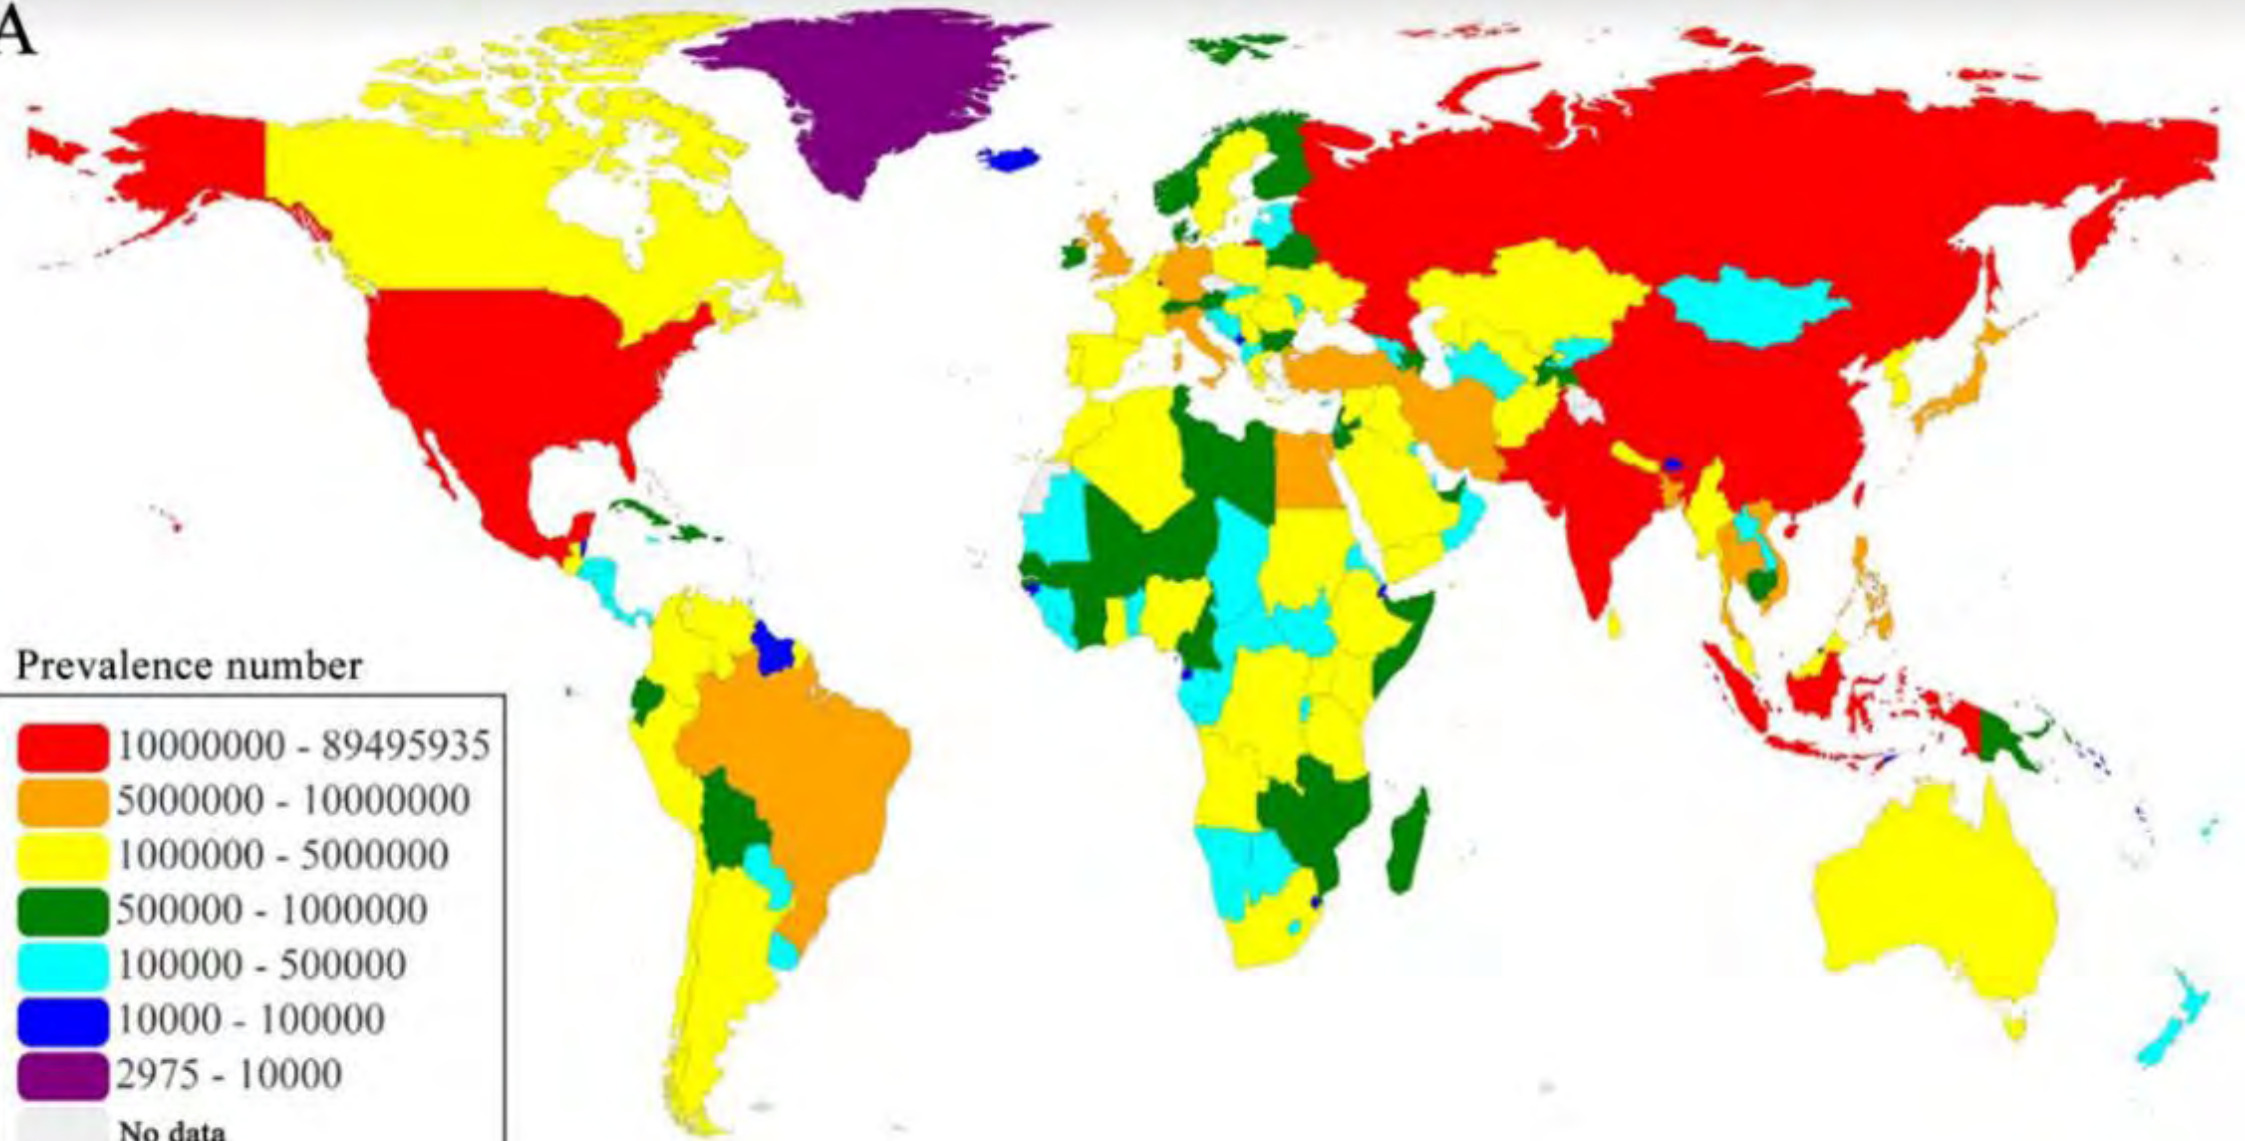 A
Prevalence number
10000000 - 89495935
5000000 - 10000000
1000000 - 5000000
500000 - 1000000
100000 - 500000
10000 - 100000
2975 - 10000
No data